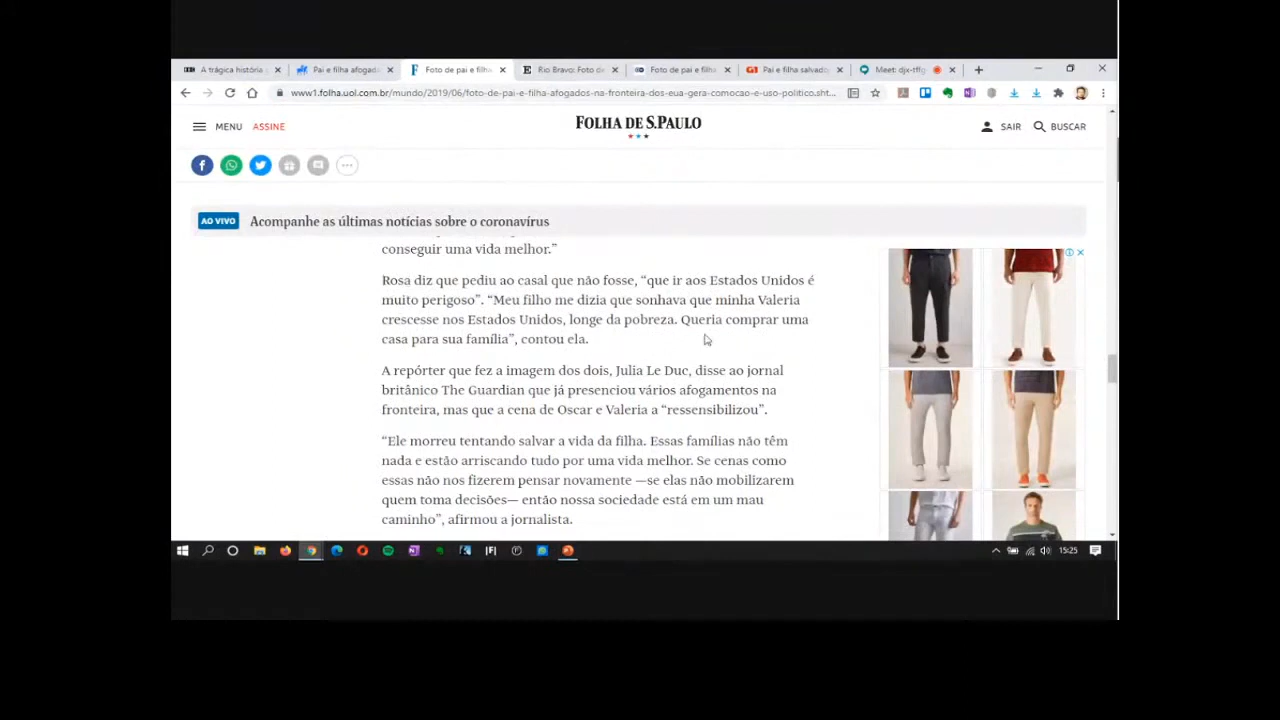 A trágica história
Pai e filha afogad
Foto de pai e filh
Rio Bravo: Foto de
Foto de pai e filh
G1 Pai e filha salvado
Meet: djx-tffg
www1.folha.uol.com.br/mundo/2019/06/foto-de-pai-e-filha-afogados-na-fronteira-dos-eua-gera-comocao-e-uso-politico.sht...
MENU ASSINE
FOLHA DE S.PAULO
SAIR BUSCAR
AO VIVO Acompanhe as últimas notícias sobre o coronavírus
conseguir uma vida melhor.”
Rosa diz que pediu ao casal que não fosse, “que ir aos Estados Unidos é
muito perigoso”. “Meu filho me dizia que sonhava que minha Valeria
crescesse nos Estados Unidos, longe da pobreza. Queria comprar uma
casa para sua família”, contou ela.
A repórter que fez a imagem dos dois, Julia Le Duc, disse ao jornal
britânico The Guardian que já presenciou vários afogamentos na
fronteira, mas que a cena de Oscar e Valeria a “ressensibilizou”.
“Ele morreu tentando salvar a vida da filha. Essas famílias não têm
nada e estão arriscando tudo por uma vida melhor. Se cenas como
essas não nos fizerem pensar novamente —se elas não mobilizarem
quem toma decisões— então nossa sociedade está em um mau
caminho”, afirmou a jornalista.
15:25